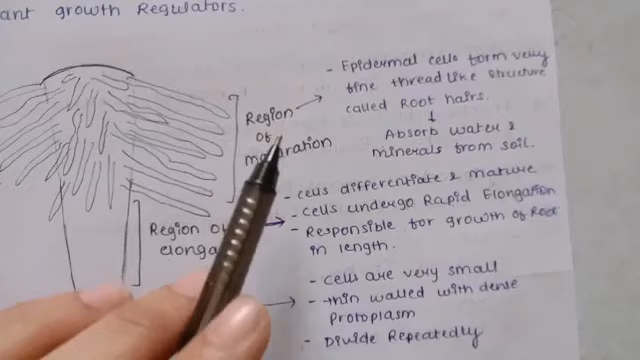 ant growth Regulators.
Region
of
maturation
- Epidermal cells form very
fine thread like structure
called Root hairs.
↓
Absorb water &
minerals from soil.
- cells differentiate & mature
Region of
elonga
- cells undergo Rapid Elongation
- Responsible for growth of Root
in length.
- cells are very small
- thin walled with dense
Protoplasm
- Divide Repeatedly